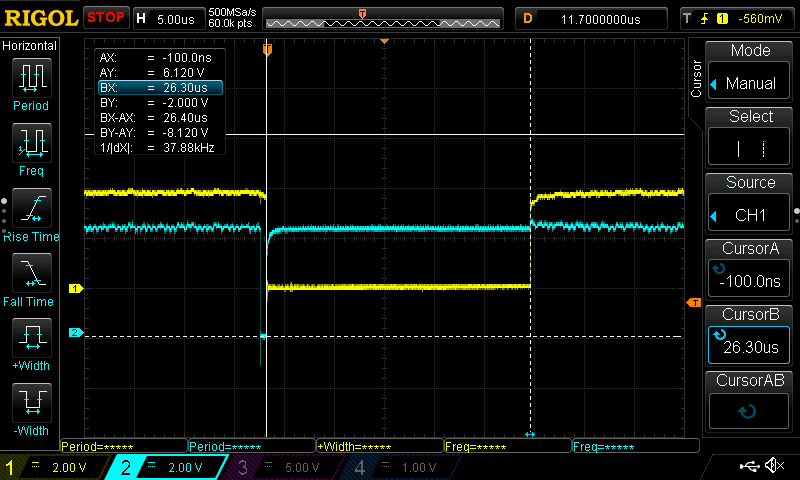 RIGOL STOP H 5.00us 500MSa/s 60.0k pts T D 11.7000000us T 1 -560mV
Horizontal
Period
Freq
Rise Time
Fall Time
+Width
-Width
AX: = -100.0ns
AY: = 6.120 V
BX: = 26.30us
BY: = -2.000 V
BX-AX: = 26.40us
BY-AY: = -8.120 V
1/|dX|: = 37.88kHz
T
1
2
T
Cursor
Mode
Manual
Select
Source
CH1
CursorA
-100.0ns
CursorB
26.30us
CursorAB
Period=***** Period=***** +Width=***** Freq=***** Freq=*****
1 2.00 V 2 2.00 V 3 5.00 V 4 1.00 V